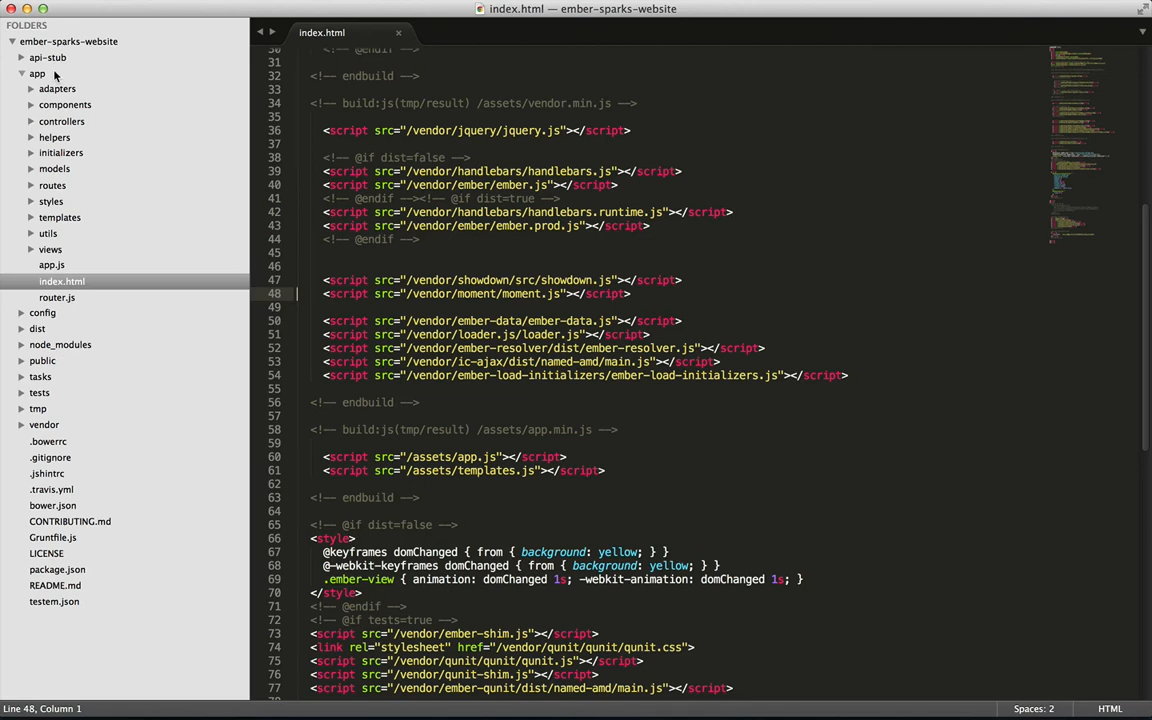 index.html — ember-sparks-website
FOLDERS
ember-sparks-website
api-stub
app
adapters
components
controllers
helpers
initializers
models
routes
styles
templates
utils
views
app.js
index.html
router.js
config
dist
node_modules
public
tasks
tests
tmp
vendor
.bowerrc
.gitignore
.jshintrc
.travis.yml
bower.json
CONTRIBUTING.md
Gruntfile.js
LICENSE
package.json
README.md
testem.json
index.html
30 <!-- @endif -->
31
32 <!-- endbuild -->
33
34 <!-- build:js(tmp/result) /assets/vendor.min.js -->
35
36 <script src="/vendor/jquery/jquery.js"></script>
37
38 <!-- @if dist=false -->
39 <script src="/vendor/handlebars/handlebars.js"></script>
40 <script src="/vendor/ember/ember.js"></script>
41 <!-- @endif --><!-- @if dist=true -->
42 <script src="/vendor/handlebars/handlebars.runtime.js"></script>
43 <script src="/vendor/ember/ember.prod.js"></script>
44 <!-- @endif -->
45
46
47 <script src="/vendor/showdown/src/showdown.js"></script>
48 <script src="/vendor/moment/moment.js"></script>
49
50 <script src="/vendor/ember-data/ember-data.js"></script>
51 <script src="/vendor/loader.js/loader.js"></script>
52 <script src="/vendor/ember-resolver/dist/ember-resolver.js"></script>
53 <script src="/vendor/ic-ajax/dist/named-amd/main.js"></script>
54 <script src="/vendor/ember-load-initializers/ember-load-initializers.js"></script>
55
56 <!-- endbuild -->
57
58 <!-- build:js(tmp/result) /assets/app.min.js -->
59
60 <script src="/assets/app.js"></script>
61 <script src="/assets/templates.js"></script>
62
63 <!-- endbuild -->
64
65 <!-- @if dist=false -->
66 <style>
67 @keyframes domChanged { from { background: yellow; } }
68 @-webkit-keyframes domChanged { from { background: yellow; } }
69 .ember-view { animation: domChanged 1s; -webkit-animation: domChanged 1s; }
70 </style>
71 <!-- @endif -->
72 <!-- @if tests=true -->
73 <script src="/vendor/ember-shim.js"></script>
74 <link rel="stylesheet" href="/vendor/qunit/qunit/qunit.css">
75 <script src="/vendor/qunit/qunit/qunit.js"></script>
76 <script src="/vendor/qunit-shim.js"></script>
77 <script src="/vendor/ember-qunit/dist/named-amd/main.js"></script>
Line 48, Column 1
Spaces: 2
HTML